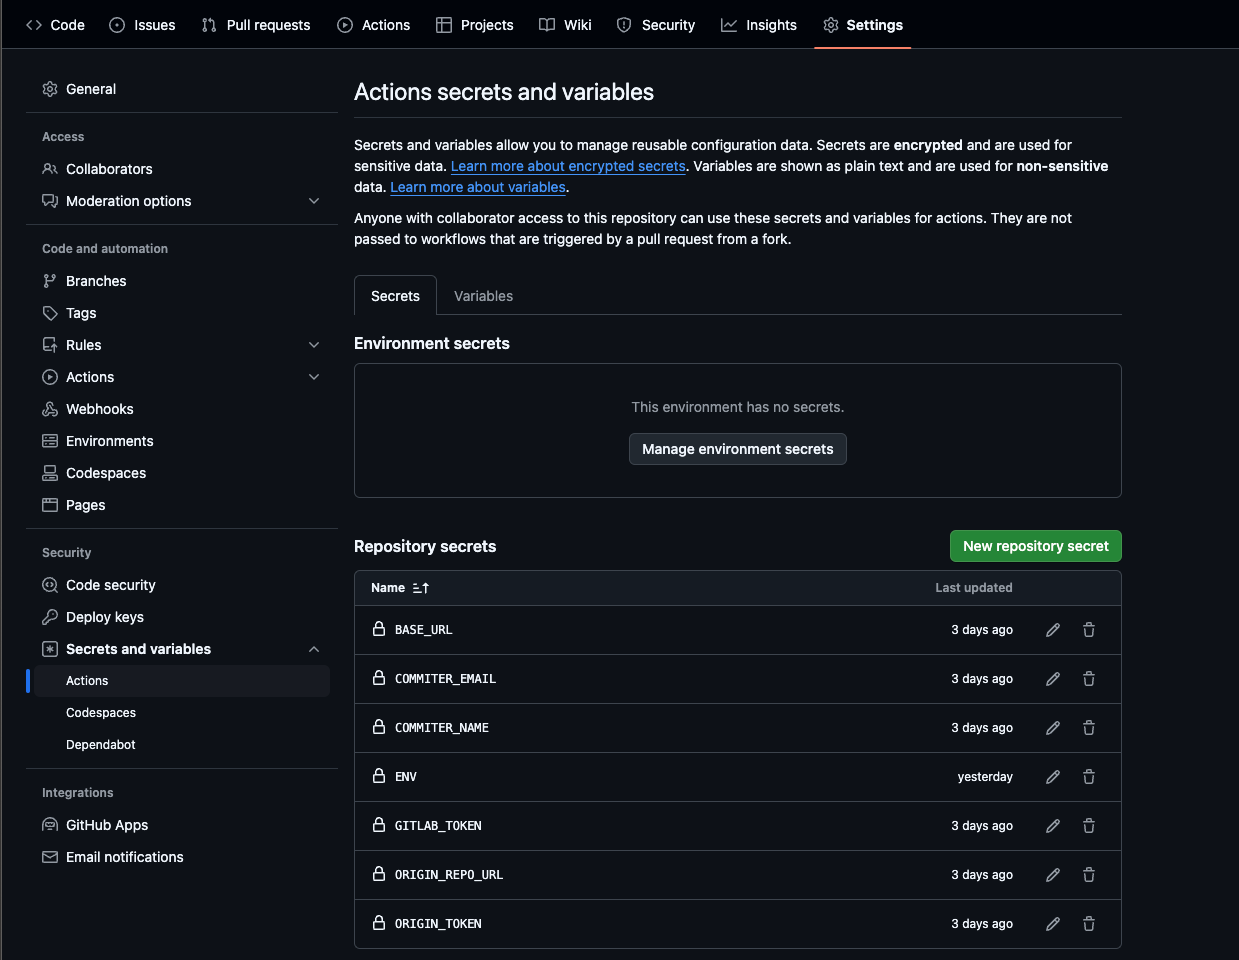 Code Issues Pull requests Actions Projects Wiki Security Insights Settings
General
Access
Collaborators
Moderation options
Code and automation
Branches
Tags
Rules
Actions
Webhooks
Environments
Codespaces
Pages
Security
Code security
Deploy keys
Secrets and variables
Actions
Codespaces
Dependabot
Integrations
GitHub Apps
Email notifications
Actions secrets and variables
Secrets and variables allow you to manage reusable configuration data. Secrets are encrypted and are used for
sensitive data. Learn more about encrypted secrets. Variables are shown as plain text and are used for non-sensitive
data. Learn more about variables.
Anyone with collaborator access to this repository can use these secrets and variables for actions. They are not
passed to workflows that are triggered by a pull request from a fork.
Secrets Variables
Environment secrets
This environment has no secrets.
Manage environment secrets
Repository secrets New repository secret
Name Last updated
BASE_URL 3 days ago
COMMITER_EMAIL 3 days ago
COMMITER_NAME 3 days ago
ENV yesterday
GITLAB_TOKEN 3 days ago
ORIGIN_REPO_URL 3 days ago
ORIGIN_TOKEN 3 days ago